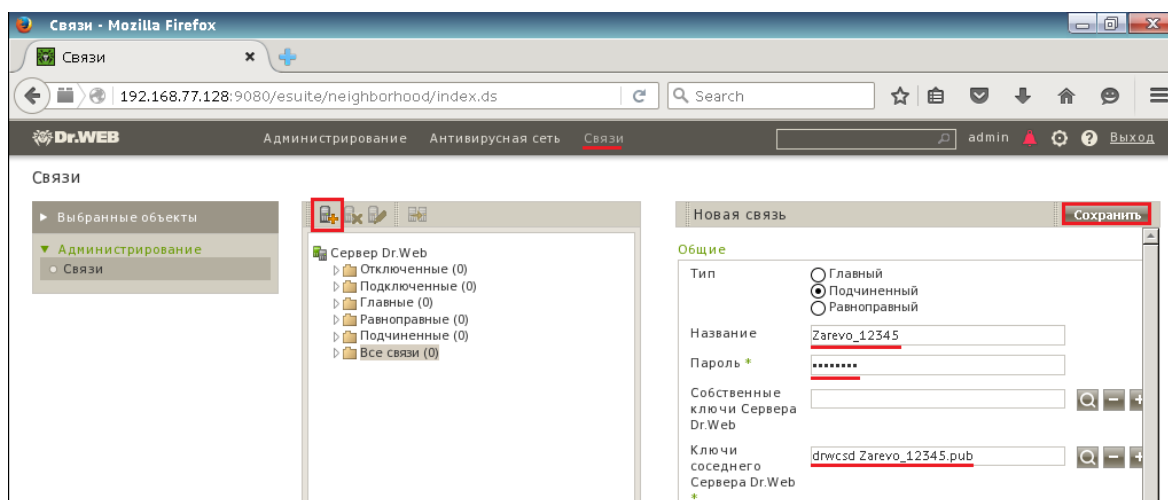 Связи - Mozilla Firefox
Связи
192.168.77.128:9080/esuite/neighborhood/index.ds
Search
Dr.WEB
Администрирование
Антивирусная сеть
Связи
admin
Выход
Связи
Выбранные объекты
Администрирование
Связи
Сервер Dr.Web
Отключенные (0)
Подключенные (0)
Главные (0)
Равноправные (0)
Подчиненные (0)
Все связи (0)
Новая связь
Сохранить
Общие
Тип
Главный
Подчиненный
Равноправный
Название
Zarevo_12345
Пароль *
••••••••
Собственные
ключи Сервера
Dr.Web
Ключи
соседнего
Сервера Dr.Web
*
drwcsd Zarevo_12345.pub